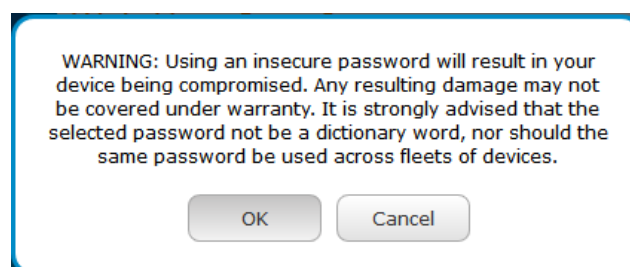 WARNING: Using an insecure password will result in your
device being compromised. Any resulting damage may not
be covered under warranty. It is strongly advised that the
selected password not be a dictionary word, nor should the
same password be used across fleets of devices.
OK
Cancel